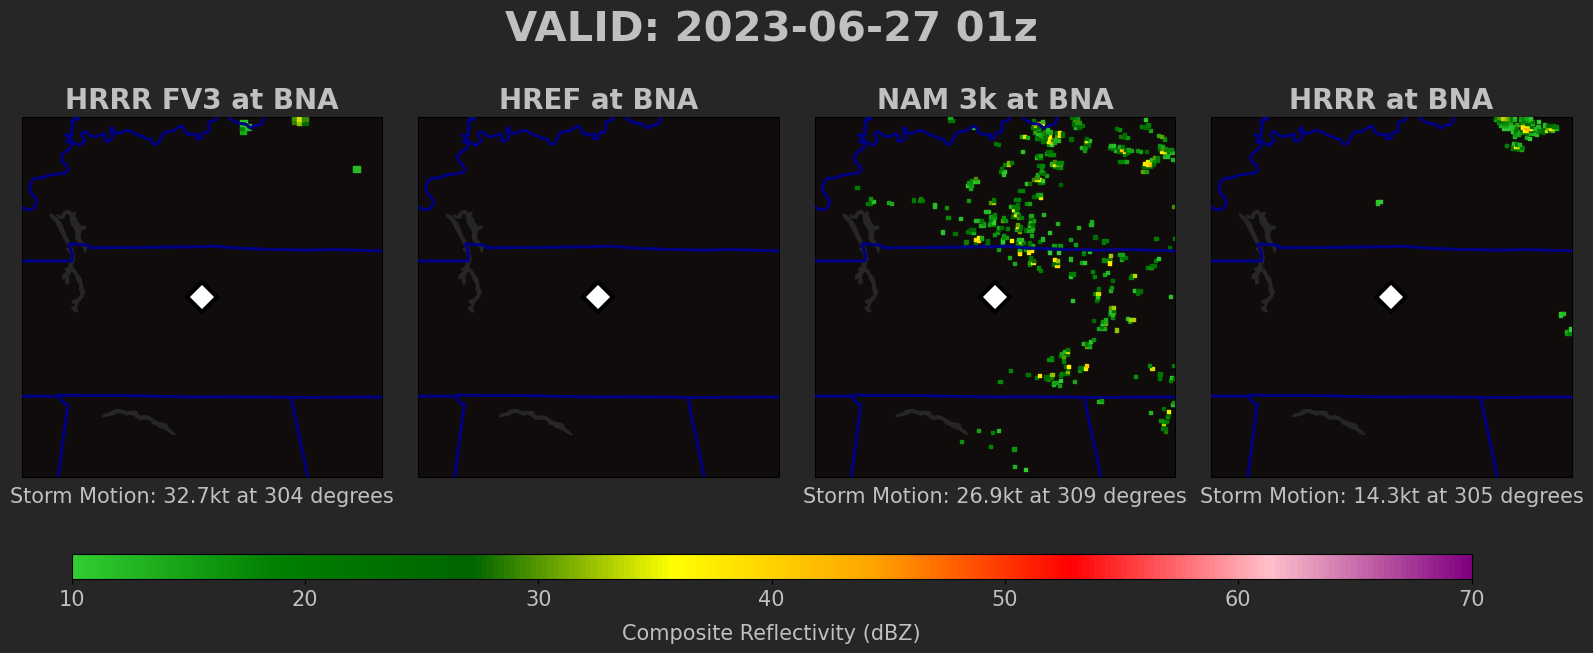 VALID: 2023-06-27 01z
HRRR FV3 at BNA
HREF at BNA
NAM 3k at BNA
HRRR at BNA
Storm Motion: 32.7kt at 304 degrees
Storm Motion: 26.9kt at 309 degrees
Storm Motion: 14.3kt at 305 degrees
10 20 30 40 50 60 70
Composite Reflectivity (dBZ)